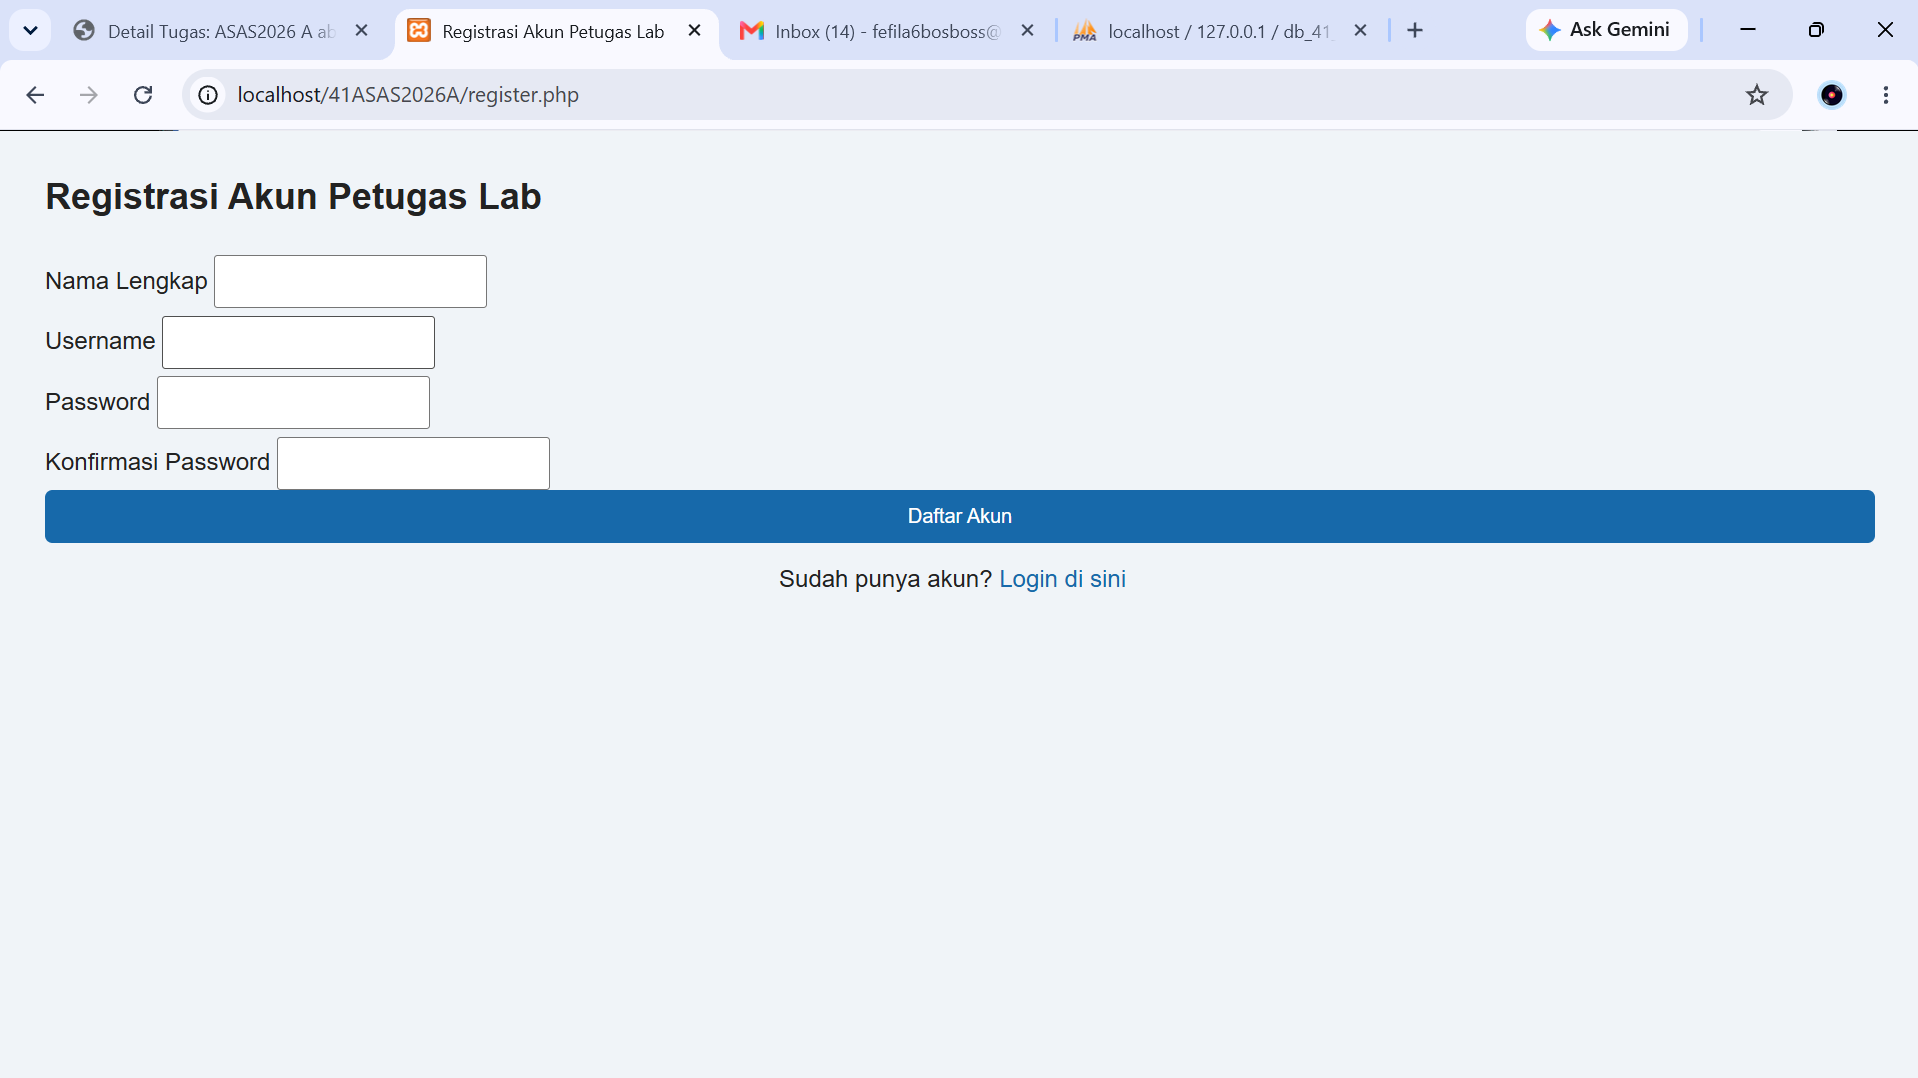 Detail Tugas: ASAS2026 A ab
Registrasi Akun Petugas Lab
Inbox (14) - fefila6bosboss@
localhost / 127.0.0.1 / db_41_
Ask Gemini
localhost/41ASAS2026A/register.php
Registrasi Akun Petugas Lab
Nama Lengkap
Username
Password
Konfirmasi Password
Daftar Akun
Sudah punya akun? Login di sini